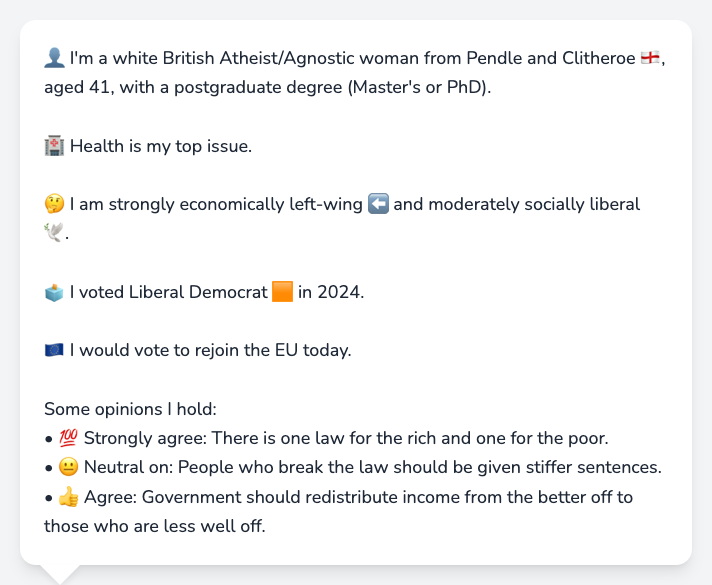 👤 I'm a white British Atheist/Agnostic woman from Pendle and Clitheroe 🏴󠁧󠁢󠁥󠁮󠁧󠁿,
aged 41, with a postgraduate degree (Master's or PhD).
🏥 Health is my top issue.
🤔 I am strongly economically left-wing ⬅️ and moderately socially liberal
🕊️.
🗳️ I voted Liberal Democrat 🟧 in 2024.
🇪🇺 I would vote to rejoin the EU today.
Some opinions I hold:
• 💯 Strongly agree: There is one law for the rich and one for the poor.
• 😐 Neutral on: People who break the law should be given stiffer sentences.
• 👍 Agree: Government should redistribute income from the better off to
those who are less well off.